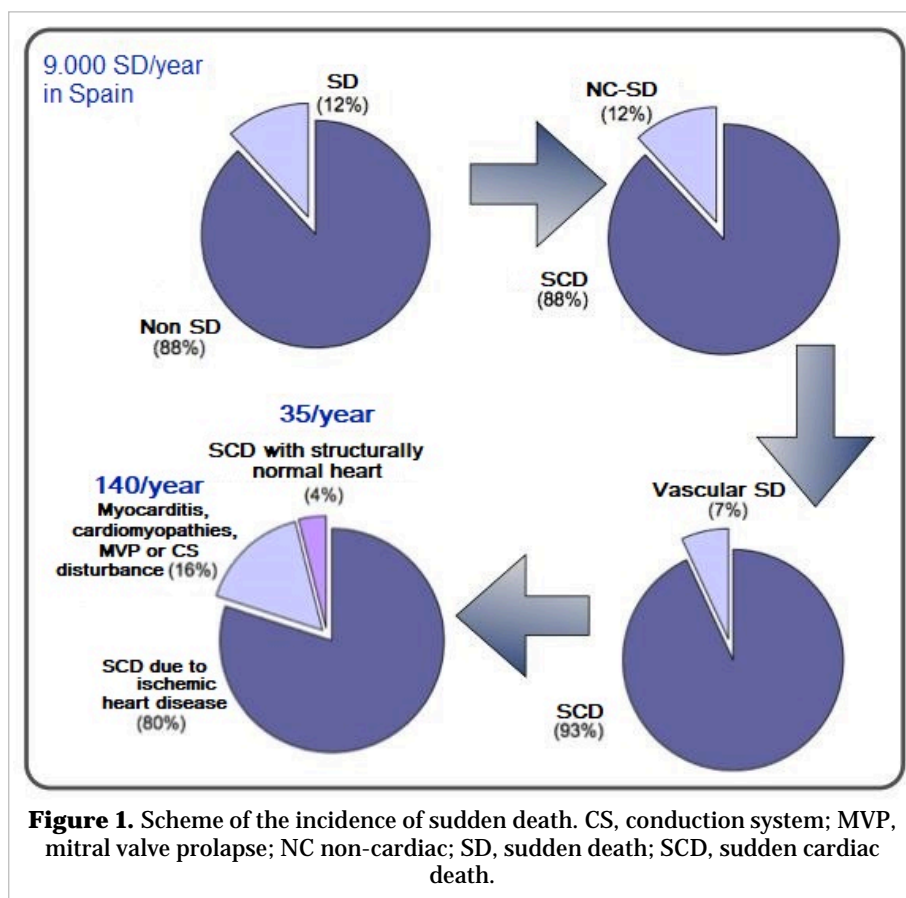 9.000 SD/year
in Spain
SD
(12%)
Non SD
(88%)
NC-SD
(12%)
SCD
(88%)
Vascular SD
(7%)
SCD
(93%)
35/year
SCD with structurally
normal heart
(4%)
140/year
Myocarditis,
cardiomyopathies,
MVP or CS
disturbance (16%)
SCD due to
ischemic
heart disease
(80%)
Figure 1. Scheme of the incidence of sudden death. CS, conduction system; MVP,
mitral valve prolapse; NC non-cardiac; SD, sudden death; SCD, sudden cardiac
death.